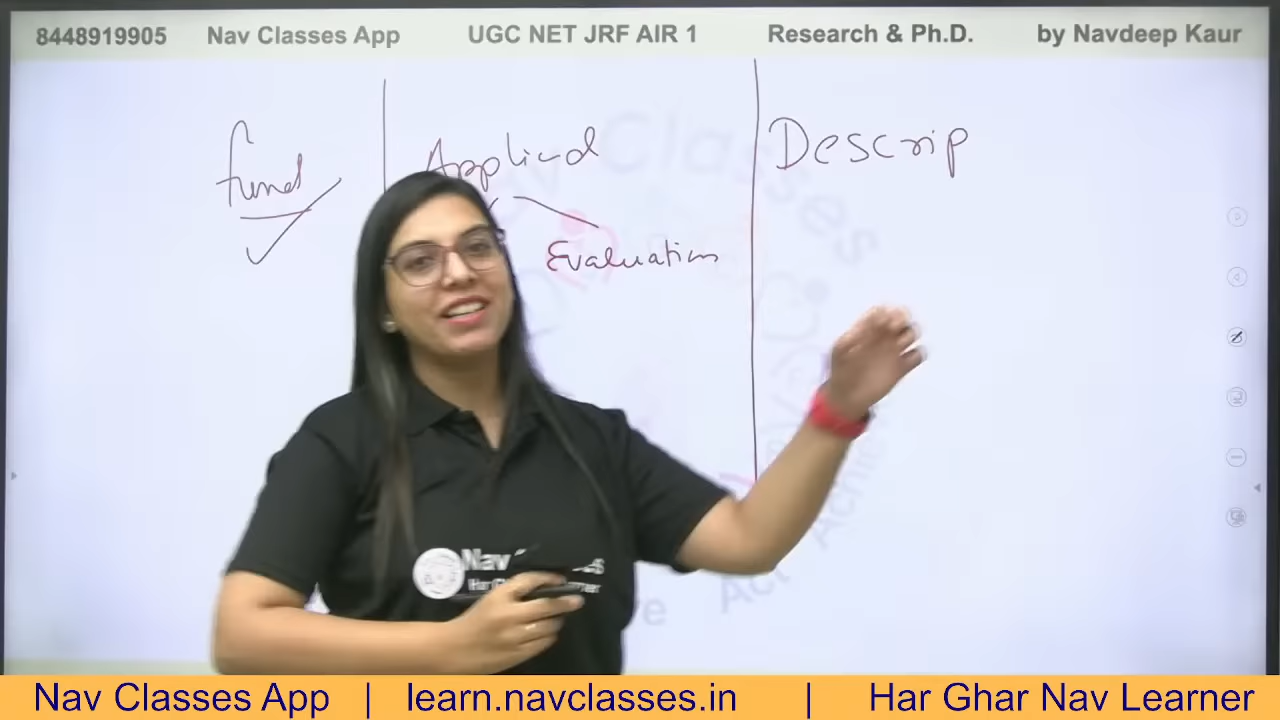 8448919905 Nav Classes App UGC NET JRF AIR 1 Research & Ph.D. by Navdeep Kaur
Fund
Applied
Descrip
Evaluation
Nav Classes App | learn.navclasses.in | Har Ghar Nav Learner